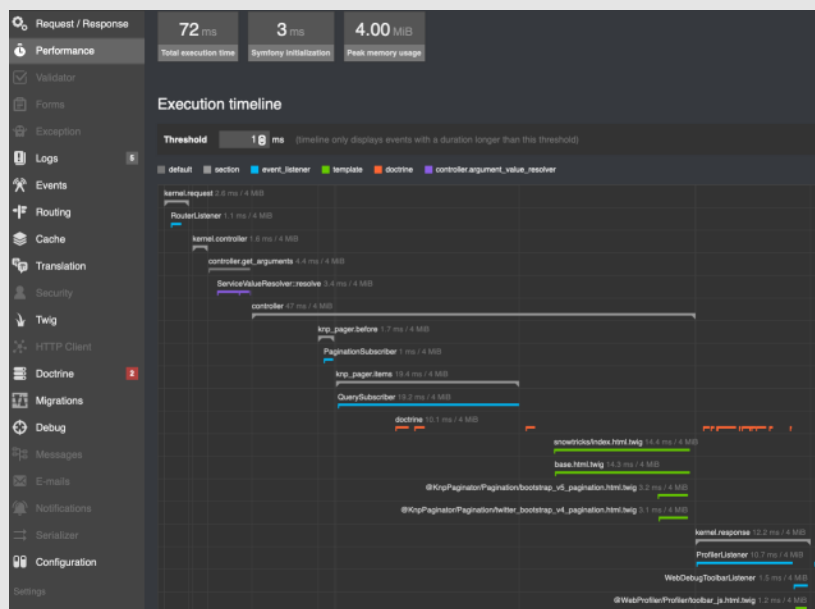 Request / Response
Performance
Validator
Forms
Exception
Logs 5
Events
Routing
Cache
Translation
Security
Twig
HTTP Client
Doctrine 2
Migrations
Debug
Messages
E-mails
Notifications
Serializer
Configuration
Settings
72 ms
Total execution time
3 ms
Symfony initialization
4.00 MiB
Peak memory usage
Execution timeline
Threshold 1 ms (timeline only displays events with a duration longer than this threshold)
default section event_listener template doctrine controller.argument_value_resolver
kernel.request 2.6 ms / 4 MiB
RouterListener 1.1 ms / 4 MiB
kernel.controller 1.6 ms / 4 MiB
controller.get_arguments 4.4 ms / 4 MiB
ServiceValueResolver::resolve 3.4 ms / 4 MiB
controller 47 ms / 4 MiB
knp_pager.before 1.7 ms / 4 MiB
PaginationSubscriber 1 ms / 4 MiB
knp_pager.items 19.4 ms / 4 MiB
QuerySubscriber 19.2 ms / 4 MiB
doctrine 10.1 ms / 4 MiB
snowtricks/index.html.twig 14.4 ms / 4 MiB
base.html.twig 14.3 ms / 4 MiB
@KnpPaginator/Pagination/bootstrap_v5_pagination.html.twig 3.2 ms / 4 MiB
@KnpPaginator/Pagination/twitter_bootstrap_v4_pagination.html.twig 3.1 ms / 4 MiB
kernel.response 12.2 ms / 4 MiB
ProfilerListener 10.7 ms / 4 MiB
WebDebugToolbarListener 1.5 ms / 4 MiB
@WebProfiler/Profiler/toolbar_js.html.twig 1.2 ms / 4 MiB